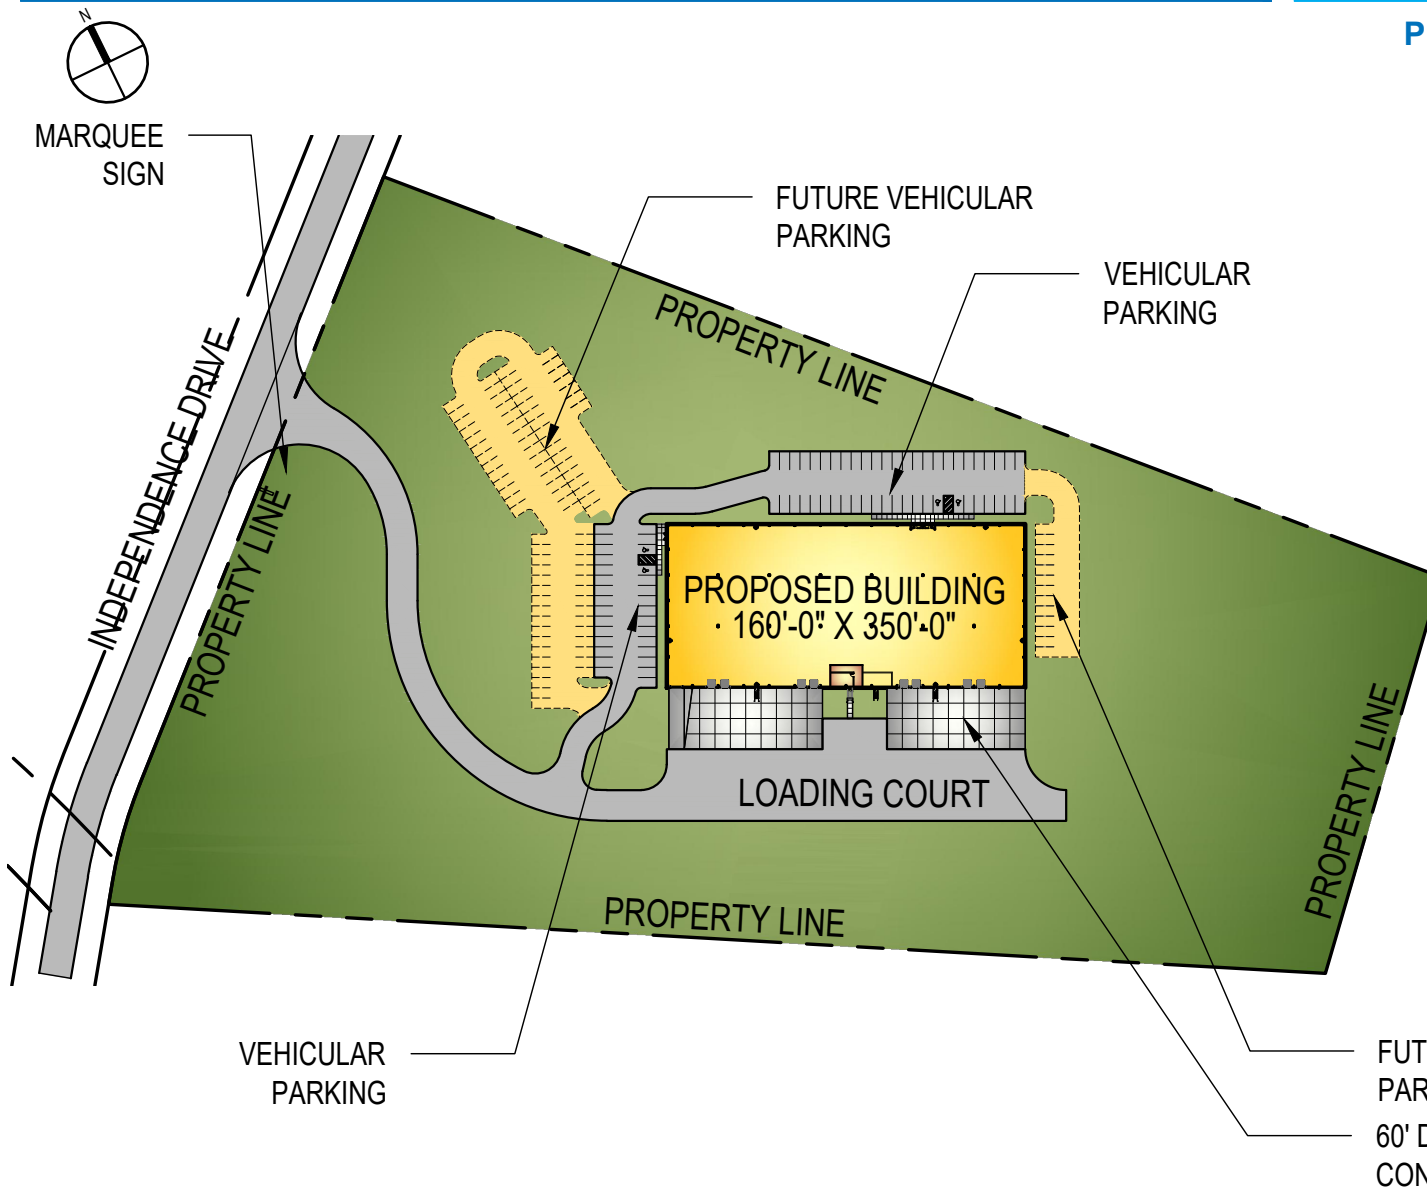 P
N
MARQUEE
SIGN
FUTURE VEHICULAR
PARKING
VEHICULAR
PARKING
PROPERTY LINE
INDEPENDENCE DRIVE
PROPERTY LINE
PROPOSED BUILDING
160'-0" X 350'-0"
LOADING COURT
PROPERTY LINE
PROPERTY LINE
VEHICULAR
PARKING
FUT
PAR
60' D
CON